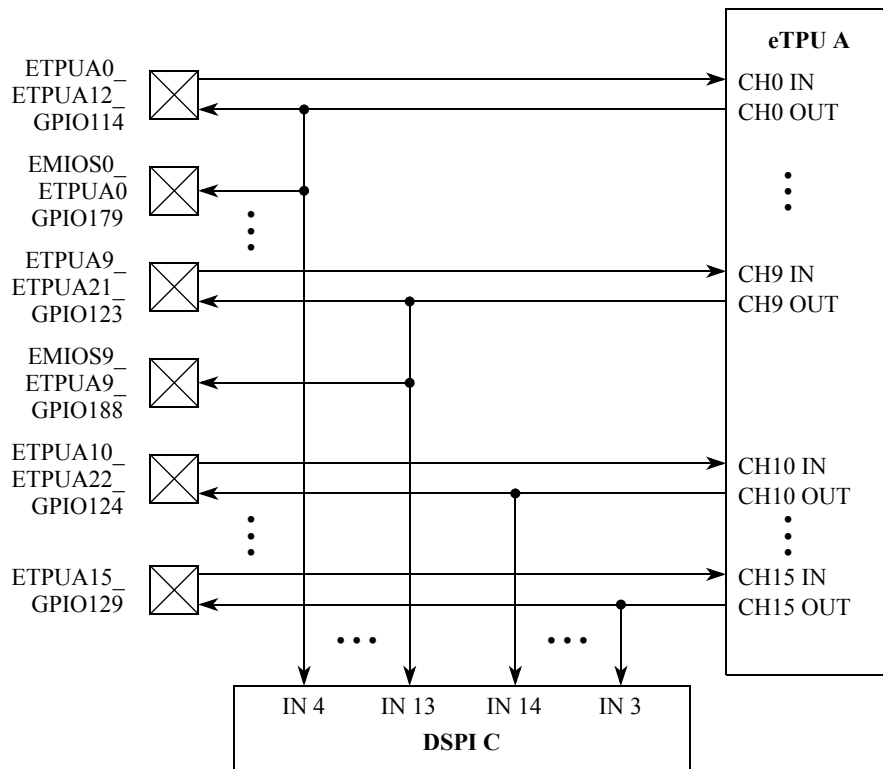 eTPU A
ETPUA0_
ETPUA12_
GPIO114
CH0 IN
CH0 OUT
EMIOS0_
ETPUA0
GPIO179
ETPUA9_
ETPUA21_
GPIO123
CH9 IN
CH9 OUT
EMIOS9_
ETPUA9_
GPIO188
ETPUA10_
ETPUA22_
GPIO124
CH10 IN
CH10 OUT
ETPUA15_
GPIO129
CH15 IN
CH15 OUT
IN 4
IN 13
IN 14
IN 3
DSPI C